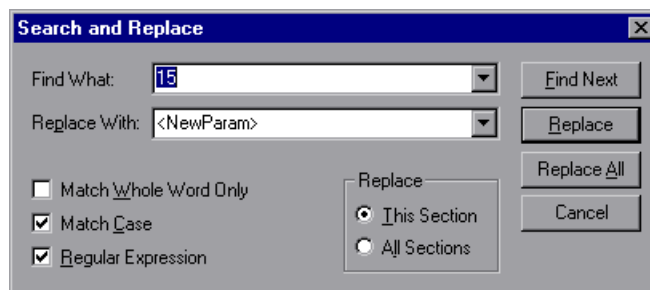 Search and Replace
Find What: 15 Find Next
Replace With: <NewParam> Replace
Replace All
Match Whole Word Only Replace
Match Case This Section Cancel
Regular Expression All Sections